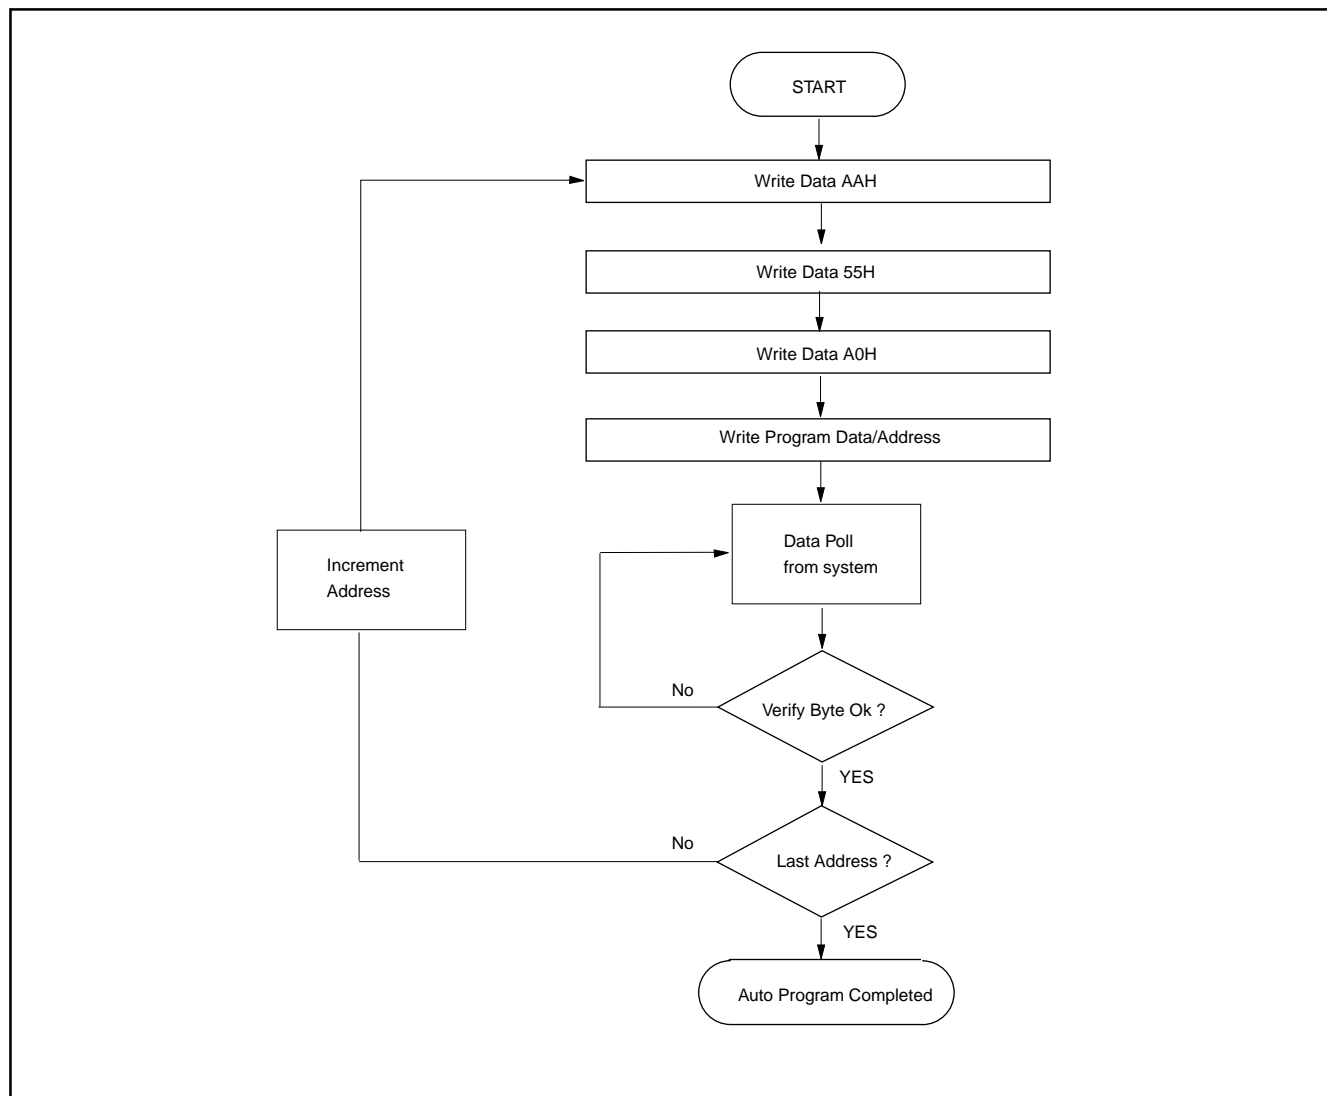 START
Write Data AAH
Write Data 55H
Write Data A0H
Write Program Data/Address
Data Poll
from system
Increment
Address
No
Verify Byte Ok ?
YES
No
Last Address ?
YES
Auto Program Completed